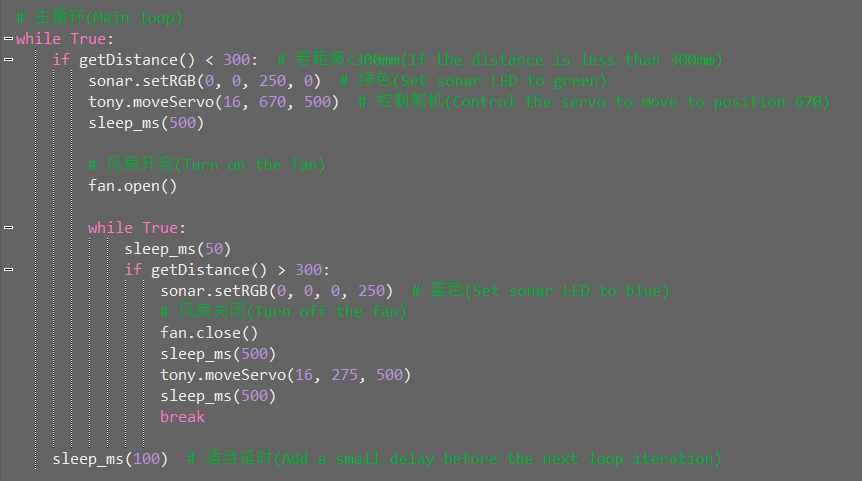 # 主循环(Main loop)
while True:
    if getDistance() < 300:  # 若距离<300mm(If the distance is less than 300mm)
        sonar.setRGB(0, 0, 250, 0)  # 绿色(Set sonar LED to green)
        tony.moveServo(16, 670, 500)  # 控制舵机(Control the servo to move to position 670)
        sleep_ms(500)

        # 风扇开启(Turn on the fan)
        fan.open()

        while True:
            sleep_ms(50)
            if getDistance() > 300:
                sonar.setRGB(0, 0, 0, 250)  # 蓝色(Set sonar LED to blue)
                # 风扇关闭(Turn off the fan)
                fan.close()
                sleep_ms(500)
                tony.moveServo(16, 275, 500)
                sleep_ms(500)
                break

    sleep_ms(100)  # 适当延时(Add a small delay before the next loop iteration)